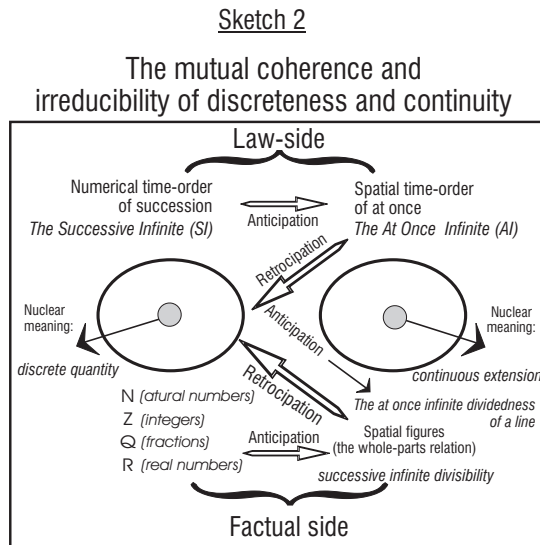 Sketch 2
The mutual coherence and
irreducibility of discreteness and continuity
Law-side
Numerical time-order
of succession
The Successive Infinite (SI)
Anticipation
Spatial time-order
of at once
The At Once Infinite (AI)
Retrocipation
Nuclear
meaning:
discrete quantity
Anticipation
Nuclear
meaning:
continuous extension
Retrocipation
The at once infinite dividedness
of a line
N (atural numbers)
Z (integers)
Q (fractions)
R (real numbers)
Anticipation
Spatial figures
(the whole-parts relation)
successive infinite divisibility
Factual side